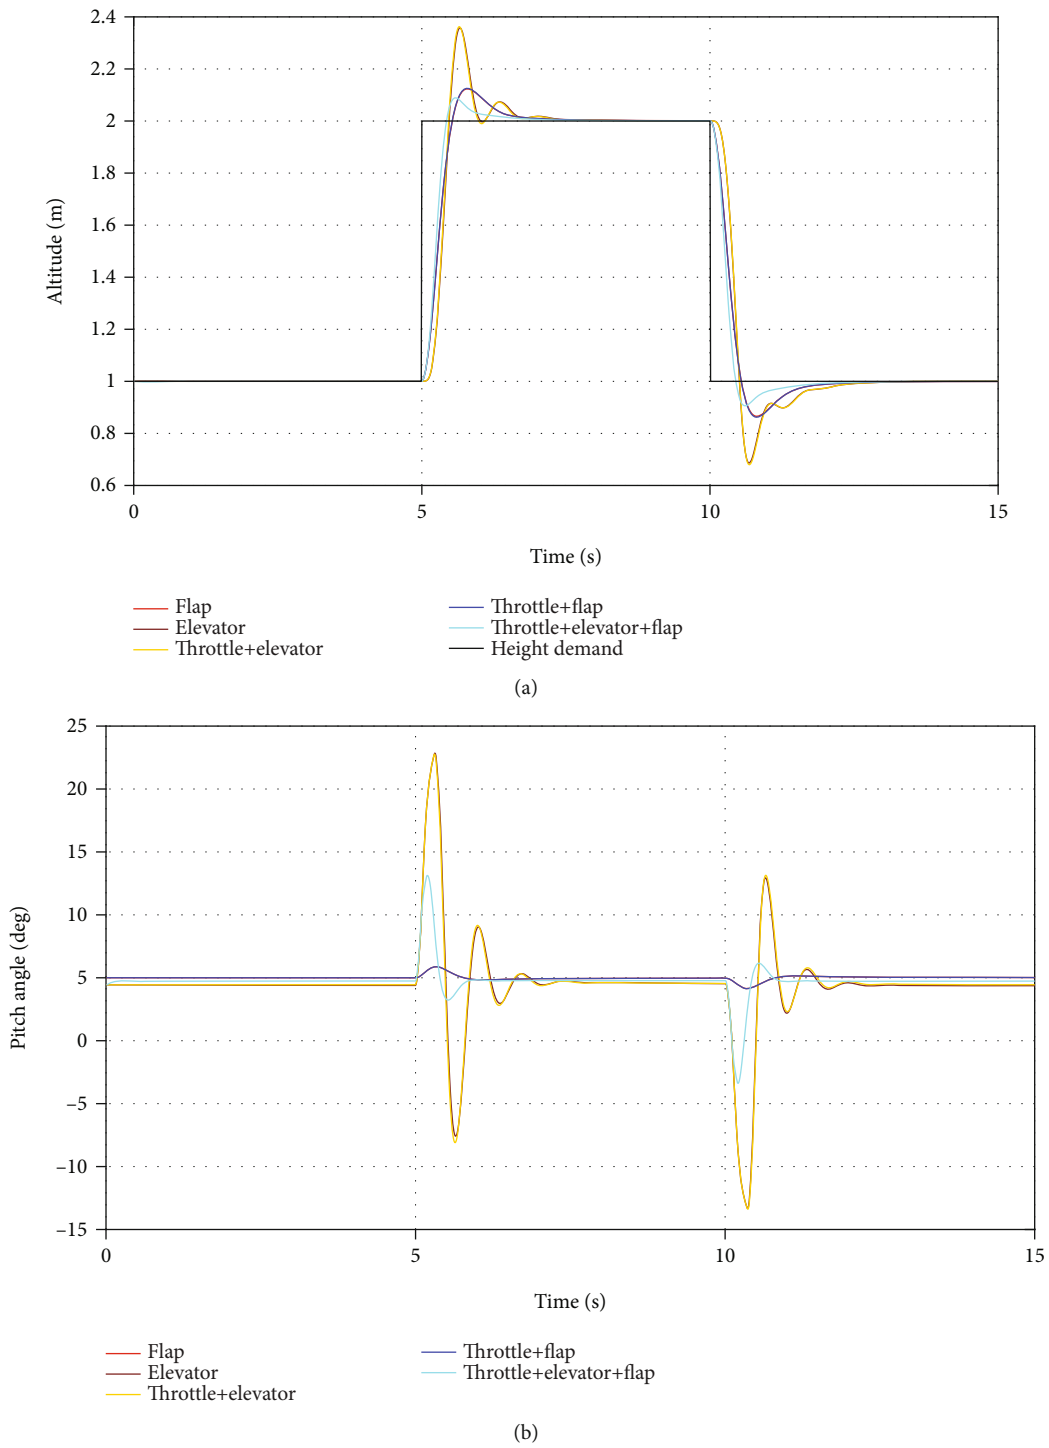 2.4
2.2
2
1.8
1.6
1.4
1.2
1
0.8
0.6
Altitude (m)
0 5 10 15
Time (s)
Flap
Elevator
Throttle+elevator
Throttle+flap
Throttle+elevator+flap
Height demand
(a)
25
20
15
10
5
0
–5
–10
–15
Pitch angle (deg)
0 5 10 15
Time (s)
Flap
Elevator
Throttle+elevator
Throttle+flap
Throttle+elevator+flap
(b)